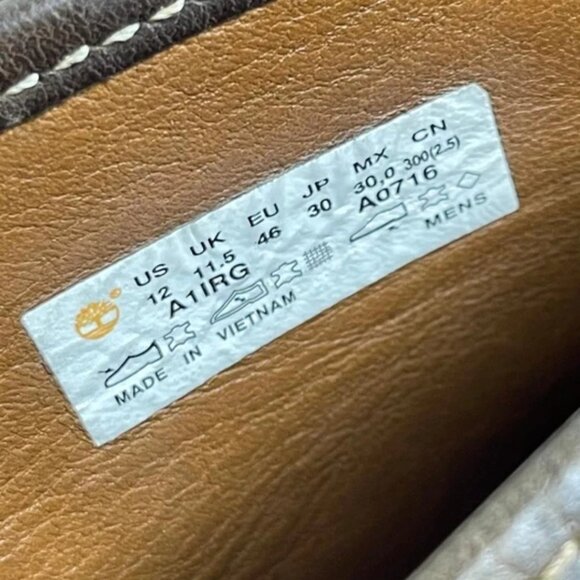 US UK EU JP MX CN
12 11.5 46 30 30,0 300(2.5)
A1IRG A0716
MADE IN VIETNAM MENS